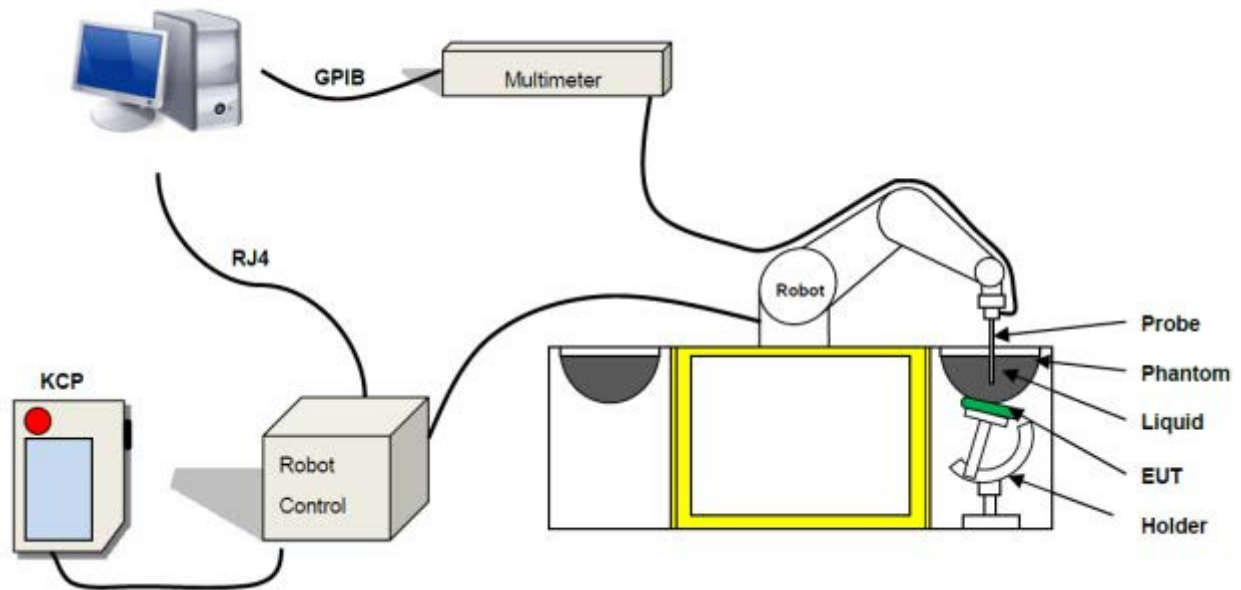 GPIB
Multimeter
RJ4
Robot
Probe
Phantom
KCP
Liquid
Robot
Control
EUT
Holder